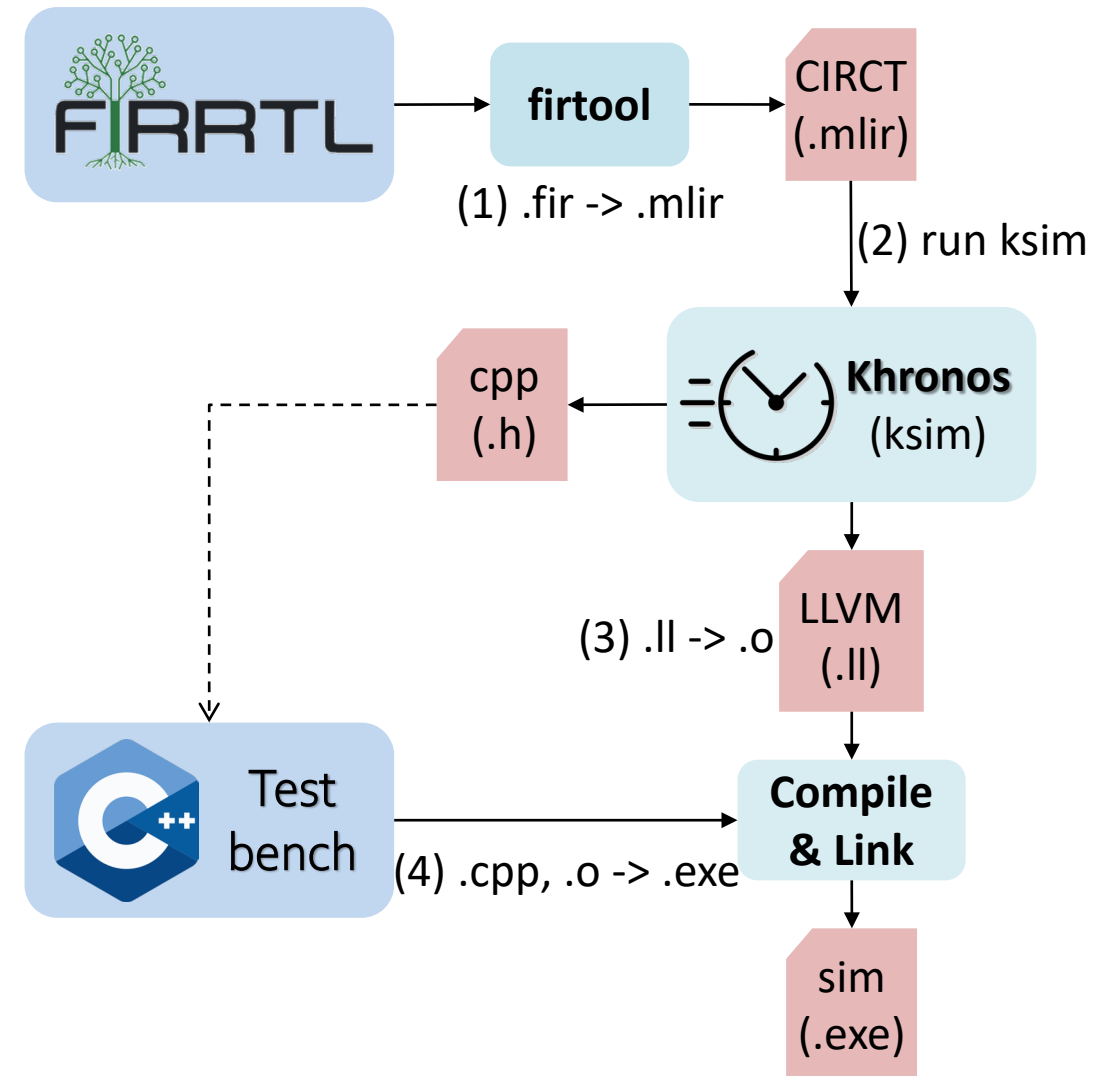 FIRRTL
firtool
CIRCT
(.mlir)
(1) .fir -> .mlir
(2) run ksim
cpp
(.h)
Khronos
(ksim)
LLVM
(.ll)
(3) .ll -> .o
C++
Test
bench
Compile
& Link
(4) .cpp, .o -> .exe
sim
(.exe)